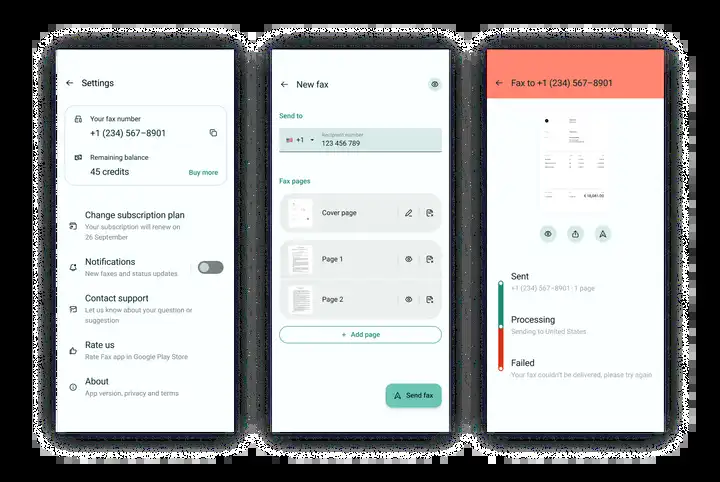 Settings
Your fax number
+1 (234) 567–8901
Remaining balance
45 credits
Buy more
Change subscription plan
Your subscription will renew on
26 September
Notifications
New faxes and status updates
Contact support
Let us know about your question or
suggestion
Rate us
Rate Fax app in Google Play Store
About
App version, privacy and terms
New fax
Send to
+1
Recipient number
123 456 789
Fax pages
Cover page
Page 1
Page 2
+ Add page
Send fax
Fax to +1 (234) 567–8901
Sent
+1 (234) 567–8901 · 1 page
Processing
Sending to United States
Failed
Your fax couldn't be delivered, please try again